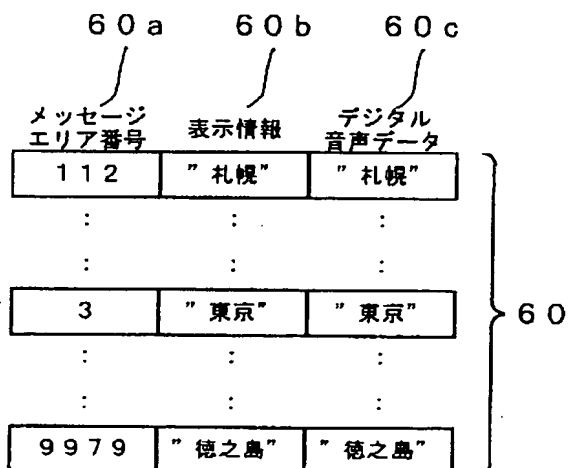 60a 60b 60c
メッセージ
エリア番号 表示情報 デジタル
音声データ
112 "札幌" "札幌"
: : :
: : :
3 "東京" "東京"
60
: : :
: : :
9979 "徳之島" "徳之島"